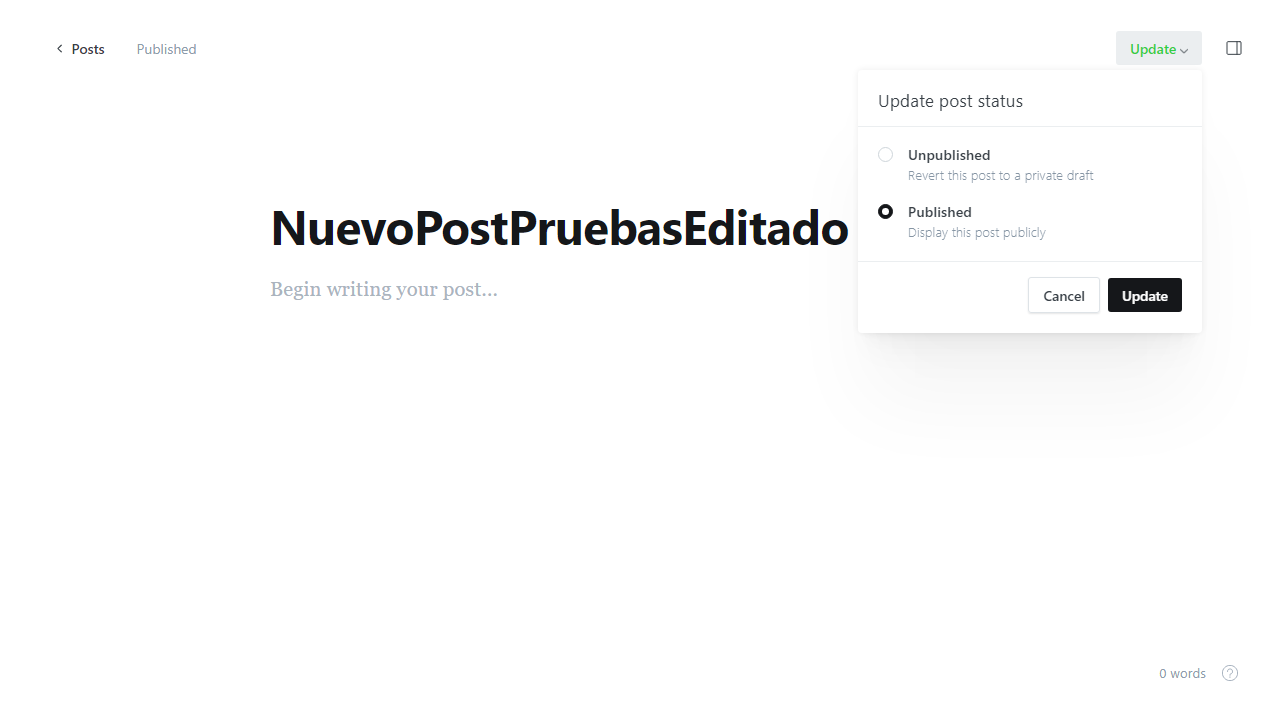 Posts Published Update
Update post status
Unpublished
Revert this post to a private draft
Published
Display this post publicly
Cancel Update
NuevoPostPruebasEditado
Begin writing your post...
0 words ?